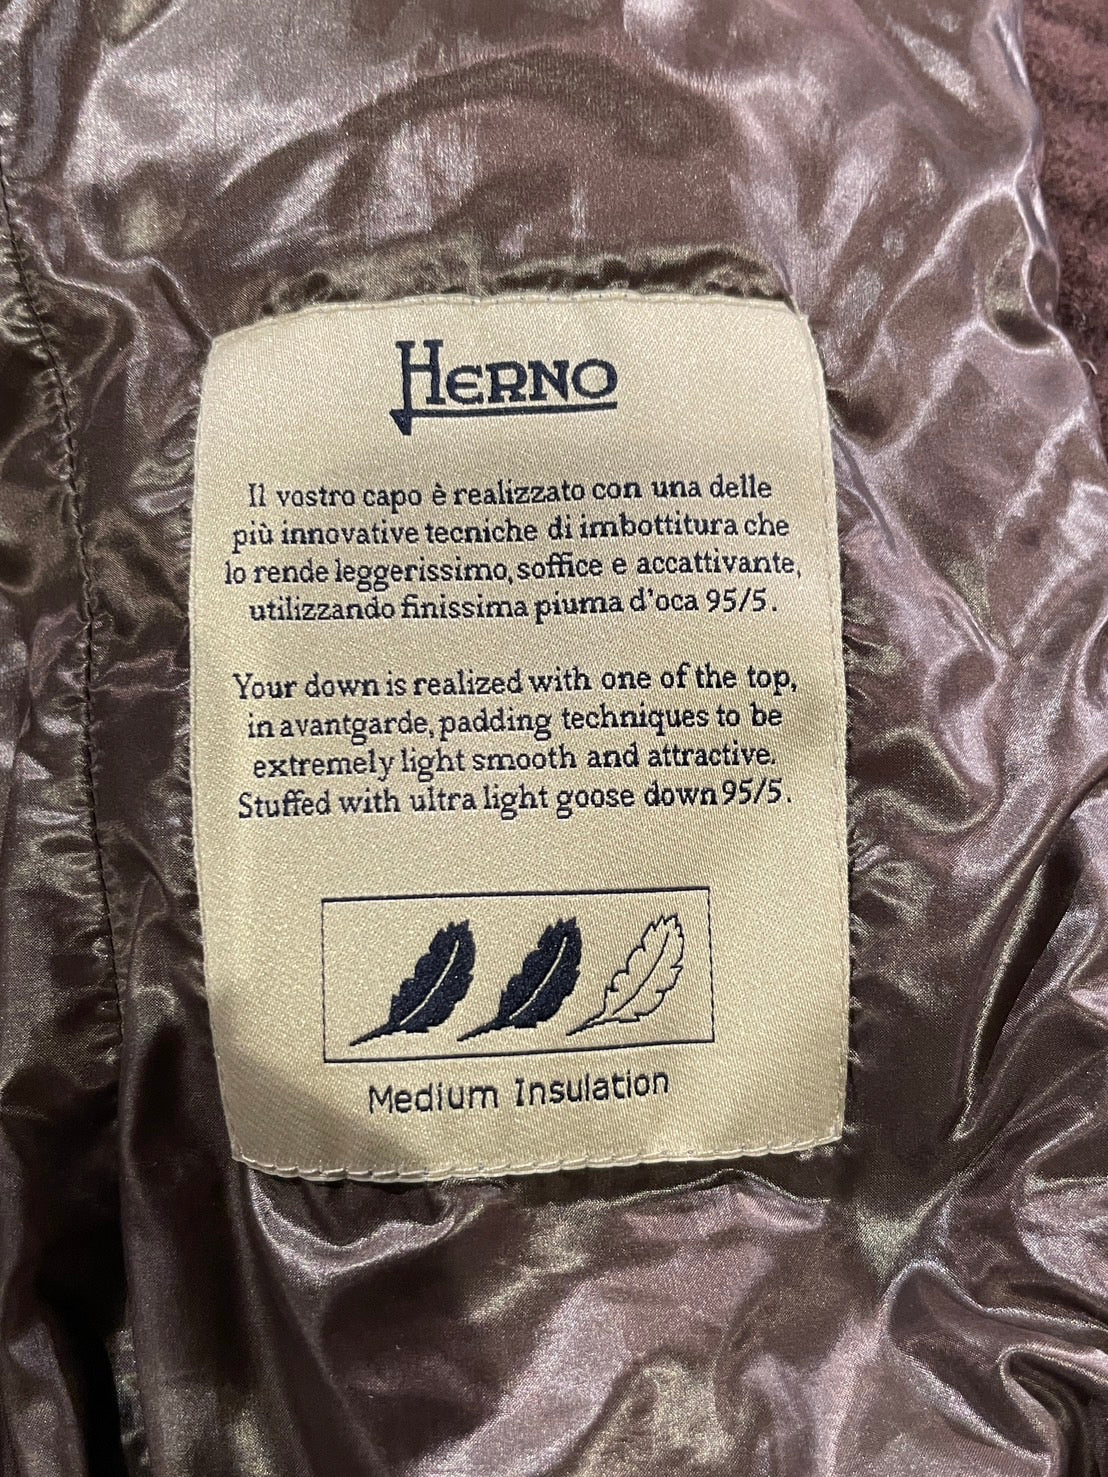 HERNO
Il vostro capo è realizzato con una delle
più innovative tecniche di imbottitura che
lo rende leggerissimo, soffice e accattivante,
utilizzando finissima piuma d'oca 95/5.
Your down is realized with one of the top,
in avantgarde, padding techniques to be
extremely light smooth and attractive.
Stuffed with ultra light goose down 95/5.
Medium Insulation